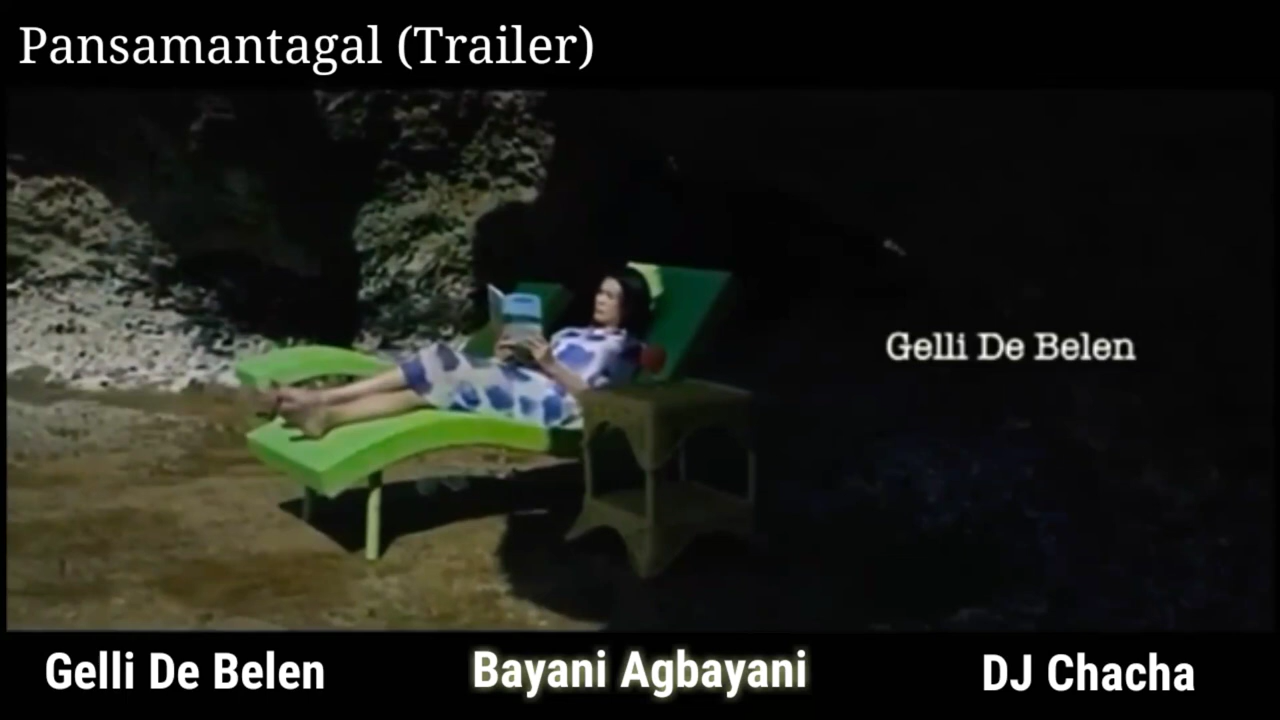 Pansamantagal (Trailer)
Gelli De Belen
Gelli De Belen
Bayani Agbayani
DJ Chacha